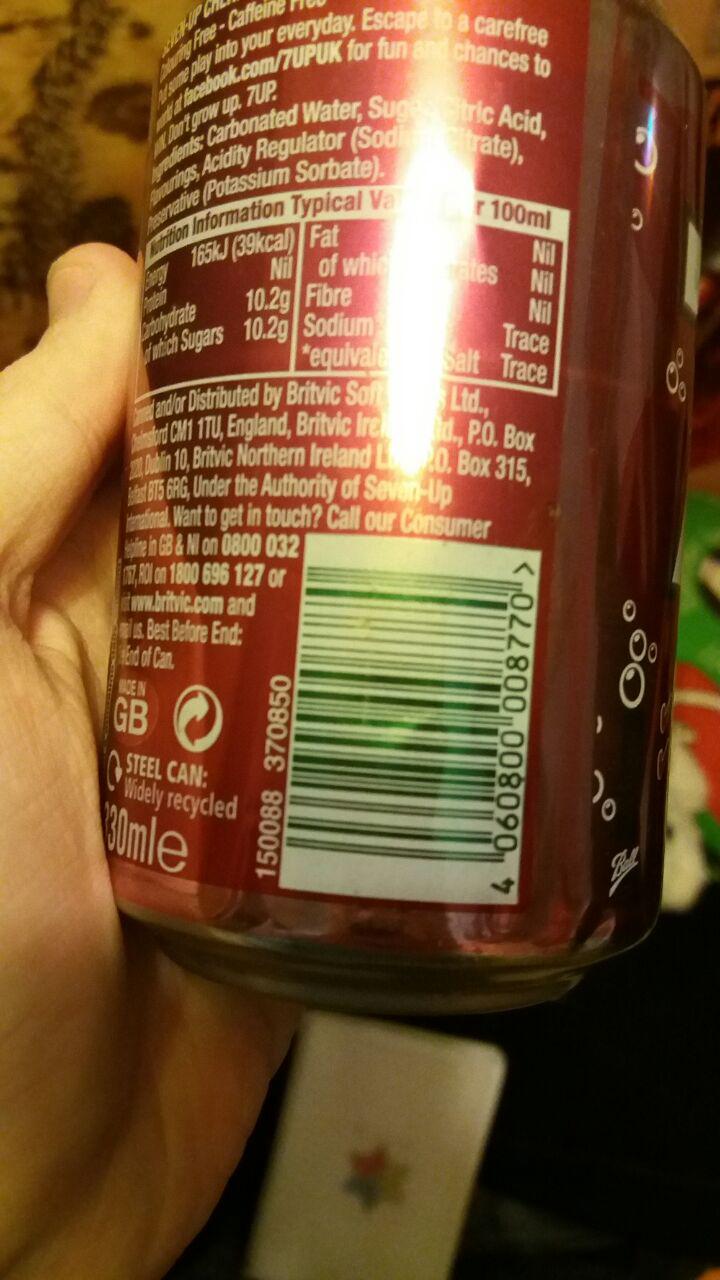 SEVEN-UP
Colouring Free - Caffeine Free
Put some play into your everyday. Escape to a carefree
world at facebook.com/7UPUK for fun and chances to
Don't grow up. 7UP.
Ingredients: Carbonated Water, Sugar, Citric Acid,
Flavourings, Acidity Regulator (Sodium Citrate),
Preservative (Potassium Sorbate).
Nutrition Information Typical Per 100ml
Energy 165kJ (39kcal)
Protein Nil
Carbohydrate 10.2g
of which Sugars 10.2g
Fat Nil
of which Nil
Fibre Nil
Sodium Trace
*equivalent Salt Trace
and/or Distributed by Britvic Soft Ltd.,
Chelmsford CM1 1TU, England, Britvic Ltd., P.O. Box
Dublin 10, Britvic Northern Ireland P.O. Box 315,
Belfast BT5 6RG, Under the Authority of Seven-Up
International. Want to get in touch? Call our Consumer
Helpline in GB & NI on 0800 032
1767, ROI on 1800 696 127 or
visit www.britvic.com and
email us. Best Before End:
End of Can.
MADE IN
GB
STEEL CAN:
Widely recycled
330ml e
150088 370850
4 060800 008770 >
Ball